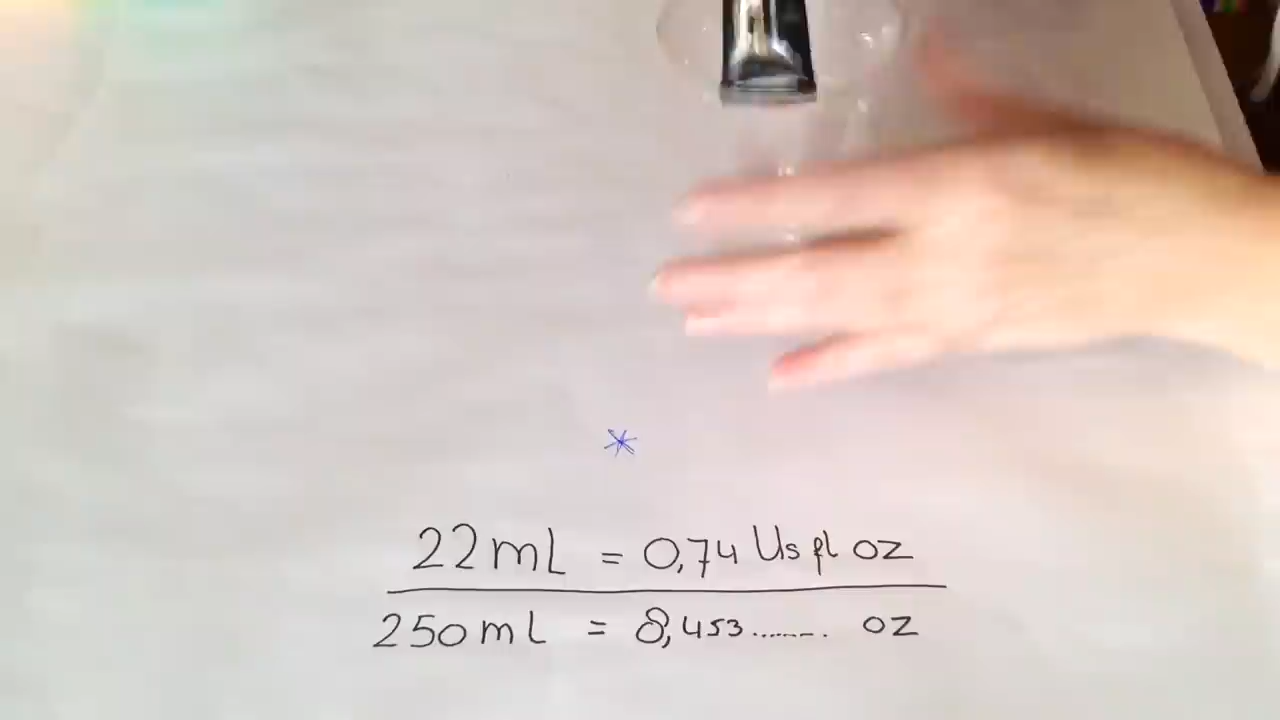 *
22 mL = 0,74 Us fl oz
250 mL = 8,453....... oz